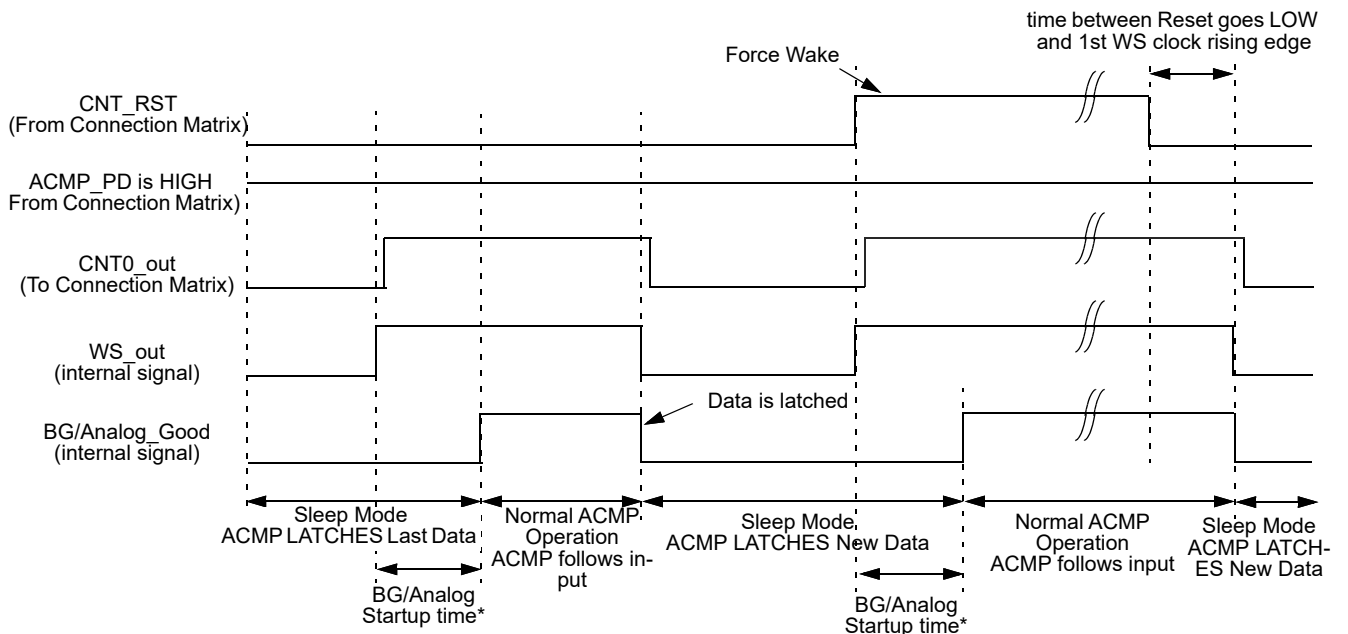 time between Reset goes LOW
and 1st WS clock rising edge
Force Wake
CNT_RST
(From Connection Matrix)
ACMP_PD is HIGH
From Connection Matrix)
CNT0_out
(To Connection Matrix)
WS_out
(internal signal)
Data is latched
BG/Analog_Good
(internal signal)
Sleep Mode
ACMP LATCHES Last Data
Normal ACMP
Operation
ACMP follows in-
put
Sleep Mode
ACMP LATCHES New Data
Normal ACMP
Operation
ACMP follows input
Sleep Mode
ACMP LATCH-
ES New Data
BG/Analog
Startup time*
BG/Analog
Startup time*